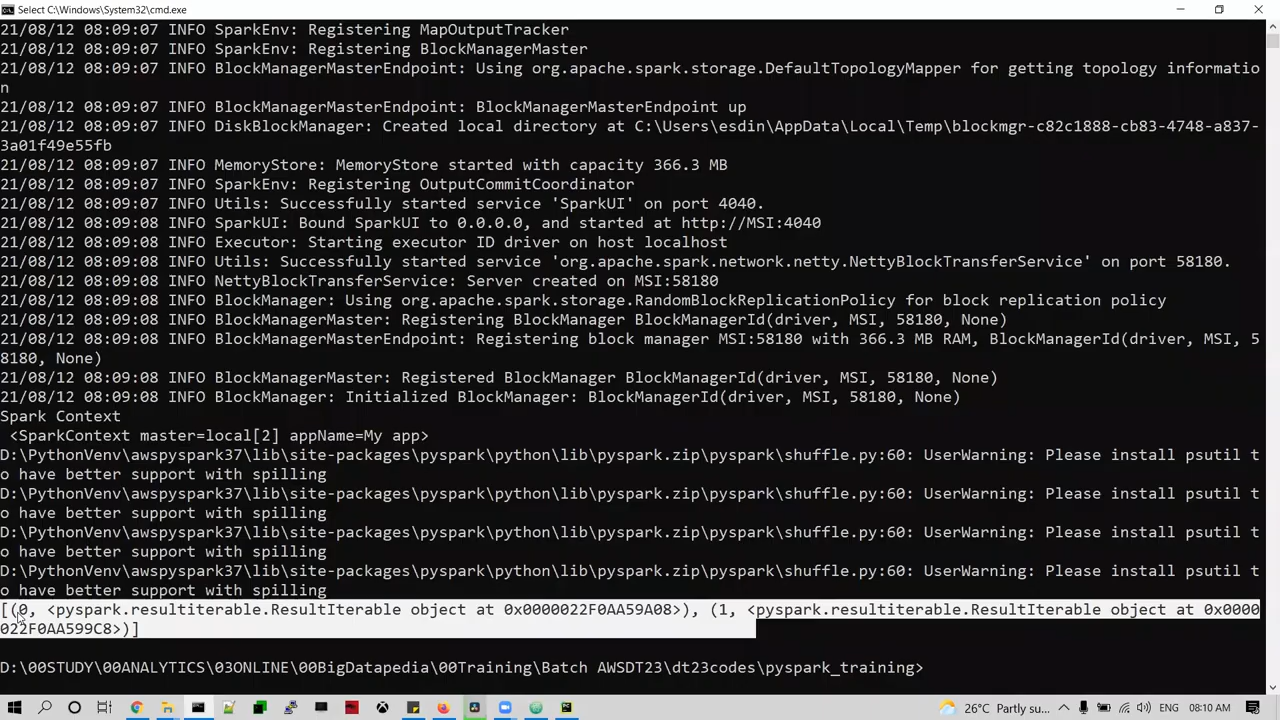 Select C:\Windows\System32\cmd.exe
21/08/12 08:09:07 INFO SparkEnv: Registering MapOutputTracker
21/08/12 08:09:07 INFO SparkEnv: Registering BlockManagerMaster
21/08/12 08:09:07 INFO BlockManagerMasterEndpoint: Using org.apache.spark.storage.DefaultTopologyMapper for getting topology informatio
n
21/08/12 08:09:07 INFO BlockManagerMasterEndpoint: BlockManagerMasterEndpoint up
21/08/12 08:09:07 INFO DiskBlockManager: Created local directory at C:\Users\esdin\AppData\Local\Temp\blockmgr-c82c1888-cb83-4748-a837-
3a01f49e55fb
21/08/12 08:09:07 INFO MemoryStore: MemoryStore started with capacity 366.3 MB
21/08/12 08:09:07 INFO SparkEnv: Registering OutputCommitCoordinator
21/08/12 08:09:07 INFO Utils: Successfully started service 'SparkUI' on port 4040.
21/08/12 08:09:08 INFO SparkUI: Bound SparkUI to 0.0.0.0, and started at http://MSI:4040
21/08/12 08:09:08 INFO Executor: Starting executor ID driver on host localhost
21/08/12 08:09:08 INFO Utils: Successfully started service 'org.apache.spark.network.netty.NettyBlockTransferService' on port 58180.
21/08/12 08:09:08 INFO NettyBlockTransferService: Server created on MSI:58180
21/08/12 08:09:08 INFO BlockManager: Using org.apache.spark.storage.RandomBlockReplicationPolicy for block replication policy
21/08/12 08:09:08 INFO BlockManagerMaster: Registering BlockManager BlockManagerId(driver, MSI, 58180, None)
21/08/12 08:09:08 INFO BlockManagerMasterEndpoint: Registering block manager MSI:58180 with 366.3 MB RAM, BlockManagerId(driver, MSI, 5
8180, None)
21/08/12 08:09:08 INFO BlockManagerMaster: Registered BlockManager BlockManagerId(driver, MSI, 58180, None)
21/08/12 08:09:08 INFO BlockManager: Initialized BlockManager: BlockManagerId(driver, MSI, 58180, None)
Spark Context
<SparkContext master=local[2] appName=My app>
D:\PythonVenv\awspyspark37\lib\site-packages\pyspark\python\lib\pyspark.zip\pyspark\shuffle.py:60: UserWarning: Please install psutil t
o have better support with spilling
D:\PythonVenv\awspyspark37\lib\site-packages\pyspark\python\lib\pyspark.zip\pyspark\shuffle.py:60: UserWarning: Please install psutil t
o have better support with spilling
D:\PythonVenv\awspyspark37\lib\site-packages\pyspark\python\lib\pyspark.zip\pyspark\shuffle.py:60: UserWarning: Please install psutil t
o have better support with spilling
D:\PythonVenv\awspyspark37\lib\site-packages\pyspark\python\lib\pyspark.zip\pyspark\shuffle.py:60: UserWarning: Please install psutil t
o have better support with spilling
[(0, <pyspark.resultiterable.ResultIterable object at 0x0000022F0AA59A08>), (1, <pyspark.resultiterable.ResultIterable object at 0x0000
022F0AA599C8>)]
D:\00STUDY\00ANALYTICS\03ONLINE\00BigDatapedia\00Training\Batch AWSDT23\dt23codes\pyspark_training>
26°C Partly su... ENG 08:10 AM